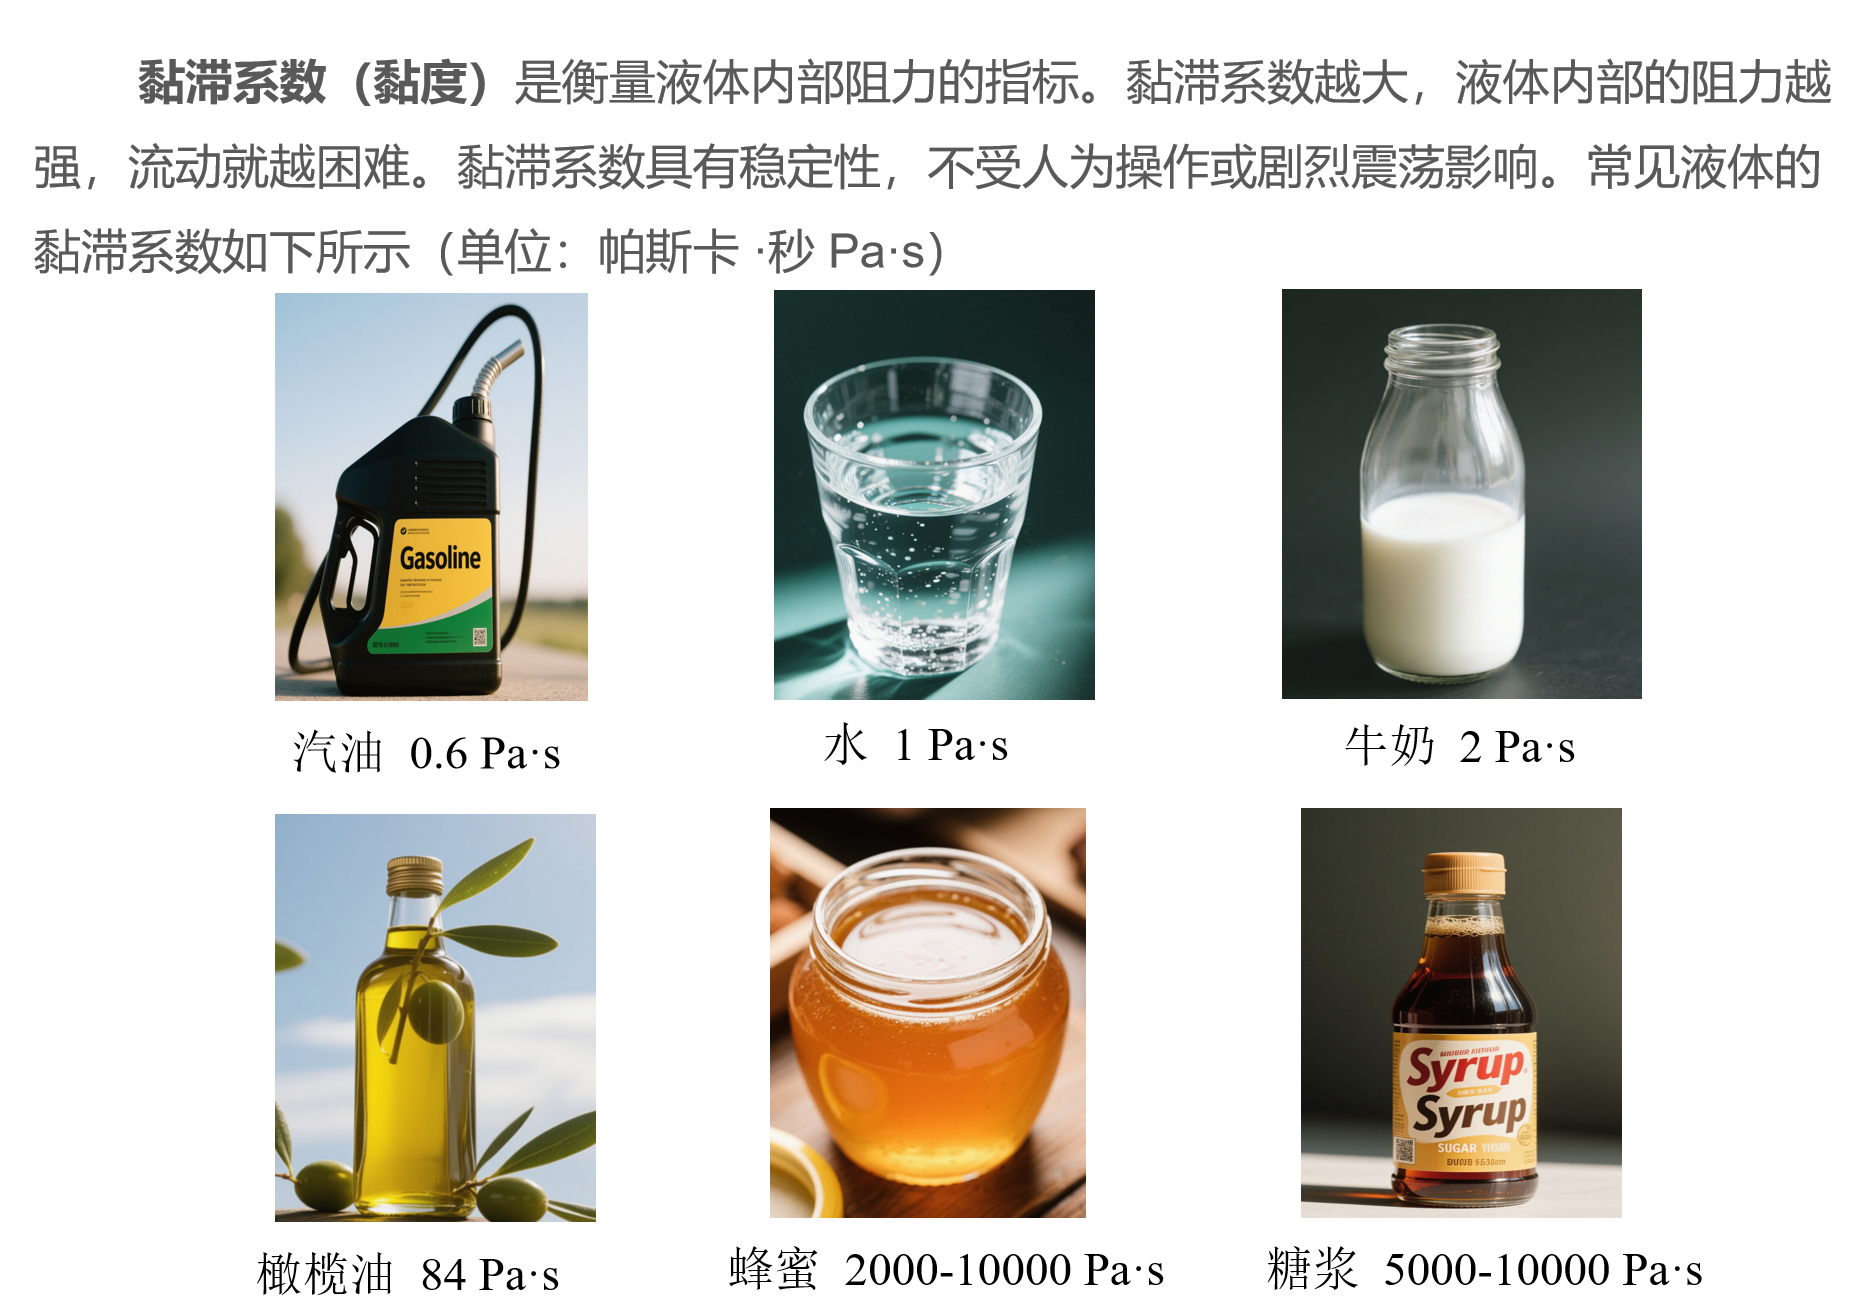 黏滞系数（黏度）是衡量液体内部阻力的指标。黏滞系数越大，液体内部的阻力越
强，流动就越困难。黏滞系数具有稳定性，不受人为操作或剧烈震荡影响。常见液体的
黏滞系数如下所示（单位：帕斯卡 ·秒 Pa·s）
Gasoline
汽油 0.6 Pa·s
水 1 Pa·s
牛奶 2 Pa·s
Syrup
Syrup
SUGAR
橄榄油 84 Pa·s
蜂蜜 2000-10000 Pa·s
糖浆 5000-10000 Pa·s